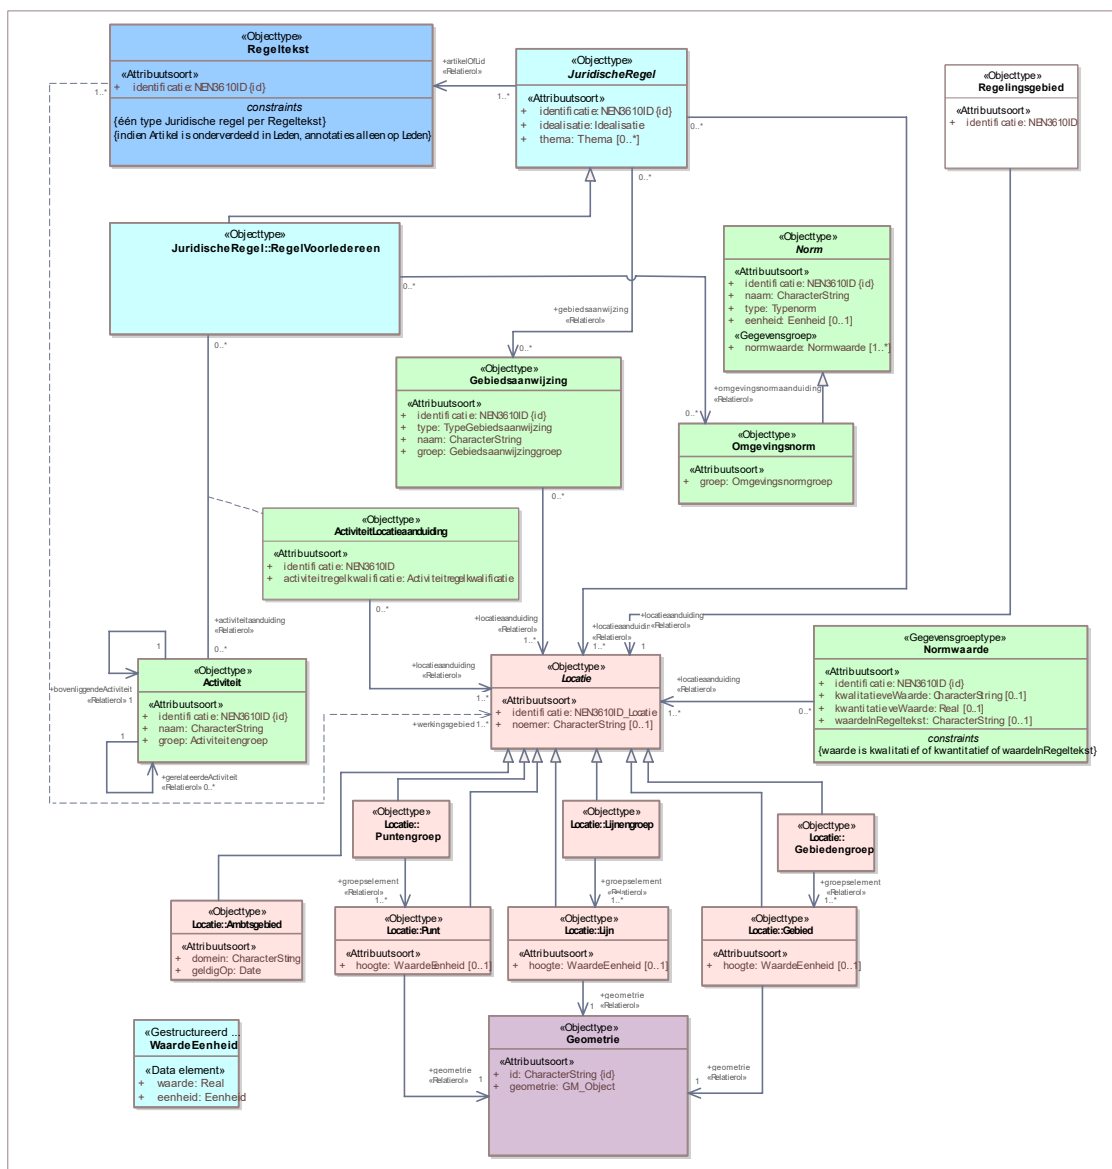 «Objecttype»
Regeltekst
«Attribuutsoort»
+ identificatie: NEN3610ID {id}
constraints
{één type Juridische regel per Regeltekst}
{indien Artikel is onderverdeeld in Leden, annotaties alleen op Leden}
1..*
+artikelOfLid
«Relatierol»
1..*
«Objecttype»
JuridischeRegel
«Attribuutsoort»
+ identificatie: NEN3610ID {id}
+ idealisatie: Idealisatie
+ thema: Thema [0..*]
0..*
0..*
«Objecttype»
Regelingsgebied
«Attribuutsoort»
+ identificatie: NEN3610ID
«Objecttype»
JuridischeRegel::RegelVoorIedereen
0..*
0..*
«Objecttype»
Norm
«Attribuutsoort»
+ identificatie: NEN3610ID {id}
+ naam: CharacterString
+ type: Typenorm
+ eenheid: Eenheid [0..1]
«Gegevensgroep»
+ normwaarde: Normwaarde [1..*]
+gebiedsaanwijzing
«Relatierol»
0..*
«Objecttype»
Gebiedsaanwijzing
«Attribuutsoort»
+ identificatie: NEN3610ID {id}
+ type: TypeGebiedsaanwijzing
+ naam: CharacterString
+ groep: Gebiedsaanwijzinggroep
0..*
+omgevingsnormaanduiding
«Relatierol»
0..*
«Objecttype»
Omgevingsnorm
«Attribuutsoort»
+ groep: Omgevingsnormgroep
«Objecttype»
ActiviteitLocatieaanduiding
«Attribuutsoort»
+ identificatie: NEN3610ID
+ activiteitregelkwalificatie: Activiteitregelkwalificatie
0..*
+activiteitaanduiding
«Relatierol»
0..*
1
+bovenliggendeActiviteit
«Relatierol» 1
«Objecttype»
Activiteit
«Attribuutsoort»
+ identificatie: NEN3610ID {id}
+ naam: CharacterString
+ groep: Activiteitengroep
1
+gerelateerdeActiviteit
«Relatierol» 0..*
+locatieaanduiding
«Relatierol»
1..*
+locatieaanduiding
«Relatierol»
1..*
+locatieaanduiding
«Relatierol»
1..*
+locatieaanduiding
«Relatierol»
1
+locatieaanduiding
«Relatierol»
1..*
+werkingsgebied 1..*
«Objecttype»
Locatie
«Attribuutsoort»
+ identificatie: NEN3610ID_Locatie
+ noemer: CharacterString [0..1]
«Gegevensgroeptype»
Normwaarde
«Attribuutsoort»
+ identificatie: NEN3610ID {id}
+ kwalitatieveWaarde: CharacterString [0..1]
+ kwantitatieveWaarde: Real [0..1]
+ waardeInRegeltekst: CharacterString [0..1]
constraints
{waarde is kwalitatief of kwantitatief of waardeInRegeltekst}
0..*
«Objecttype»
Locatie::
Puntengroep
«Objecttype»
Locatie::Lijnengroep
«Objecttype»
Locatie::
Gebiedengroep
+groepselement
«Relatierol»
1..*
+groepselement
«Relatierol»
1..*
+groepselement
«Relatierol»
1..*
«Objecttype»
Locatie::Ambtsgebied
«Attribuutsoort»
+ domein: CharacterString
+ geldigOp: Date
«Objecttype»
Locatie::Punt
«Attribuutsoort»
+ hoogte: WaardeEenheid [0..1]
«Objecttype»
Locatie::Lijn
«Attribuutsoort»
+ hoogte: WaardeEenheid [0..1]
«Objecttype»
Locatie::Gebied
«Attribuutsoort»
+ hoogte: WaardeEenheid [0..1]
+geometrie
«Relatierol»
1
+geometrie
«Relatierol»
1
+geometrie
«Relatierol»
1
«Objecttype»
Geometrie
«Attribuutsoort»
+ id: CharacterString {id}
+ geometrie: GM_Object
«Gestructureerd ...
WaardeEenheid
«Data element»
+ waarde: Real
+ eenheid: Eenheid